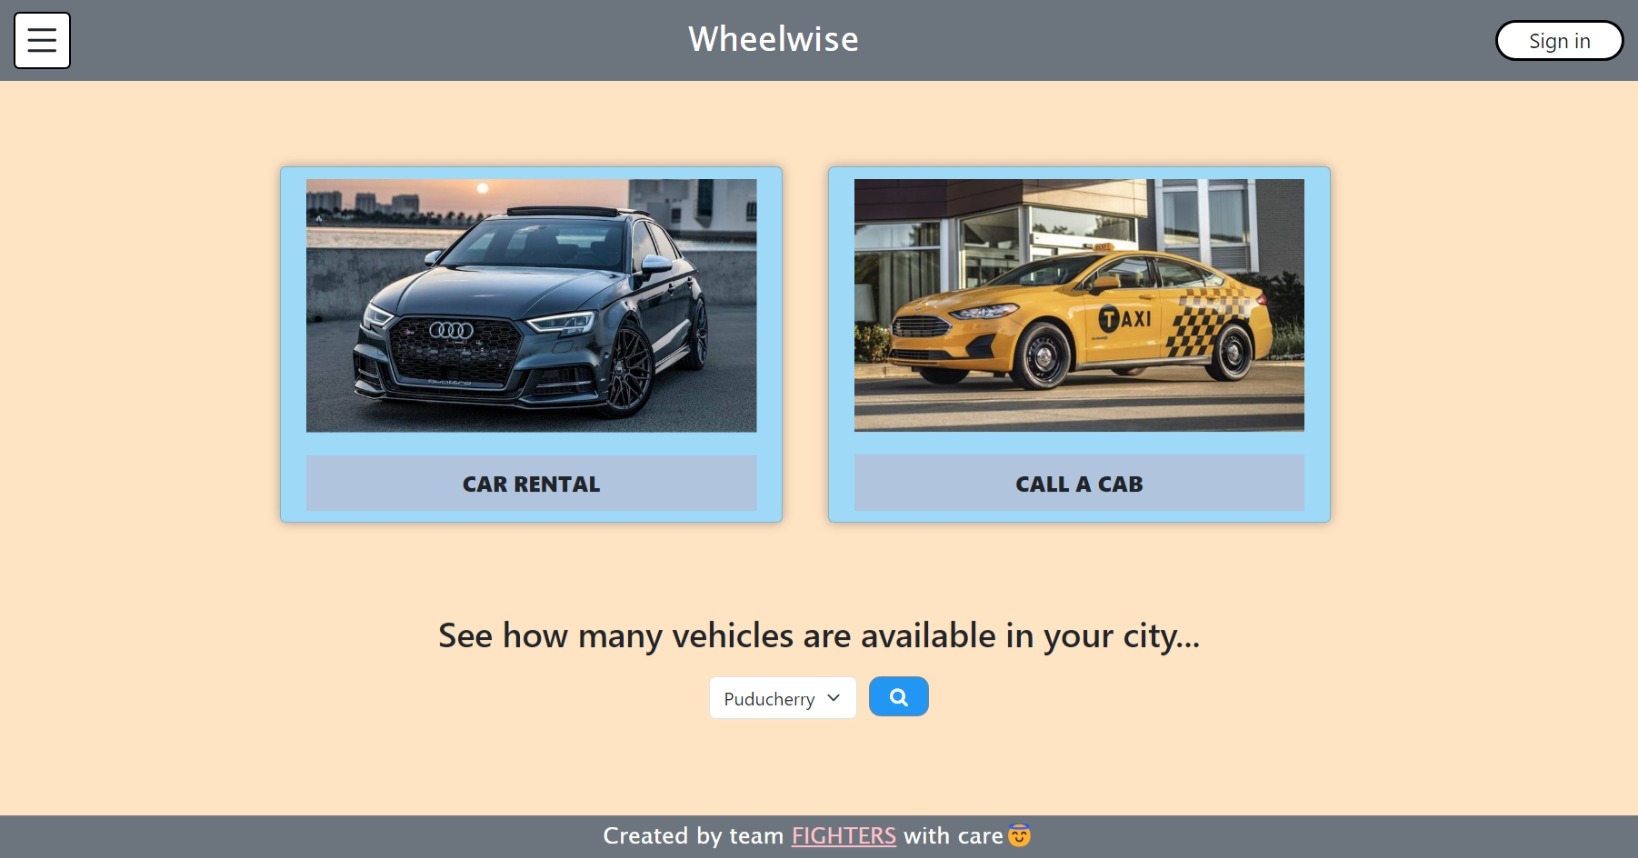 Wheelwise
Sign in
TAXI
CAR RENTAL
CALL A CAB
See how many vehicles are available in your city...
Puducherry
Created by team FIGHTERS with care😇